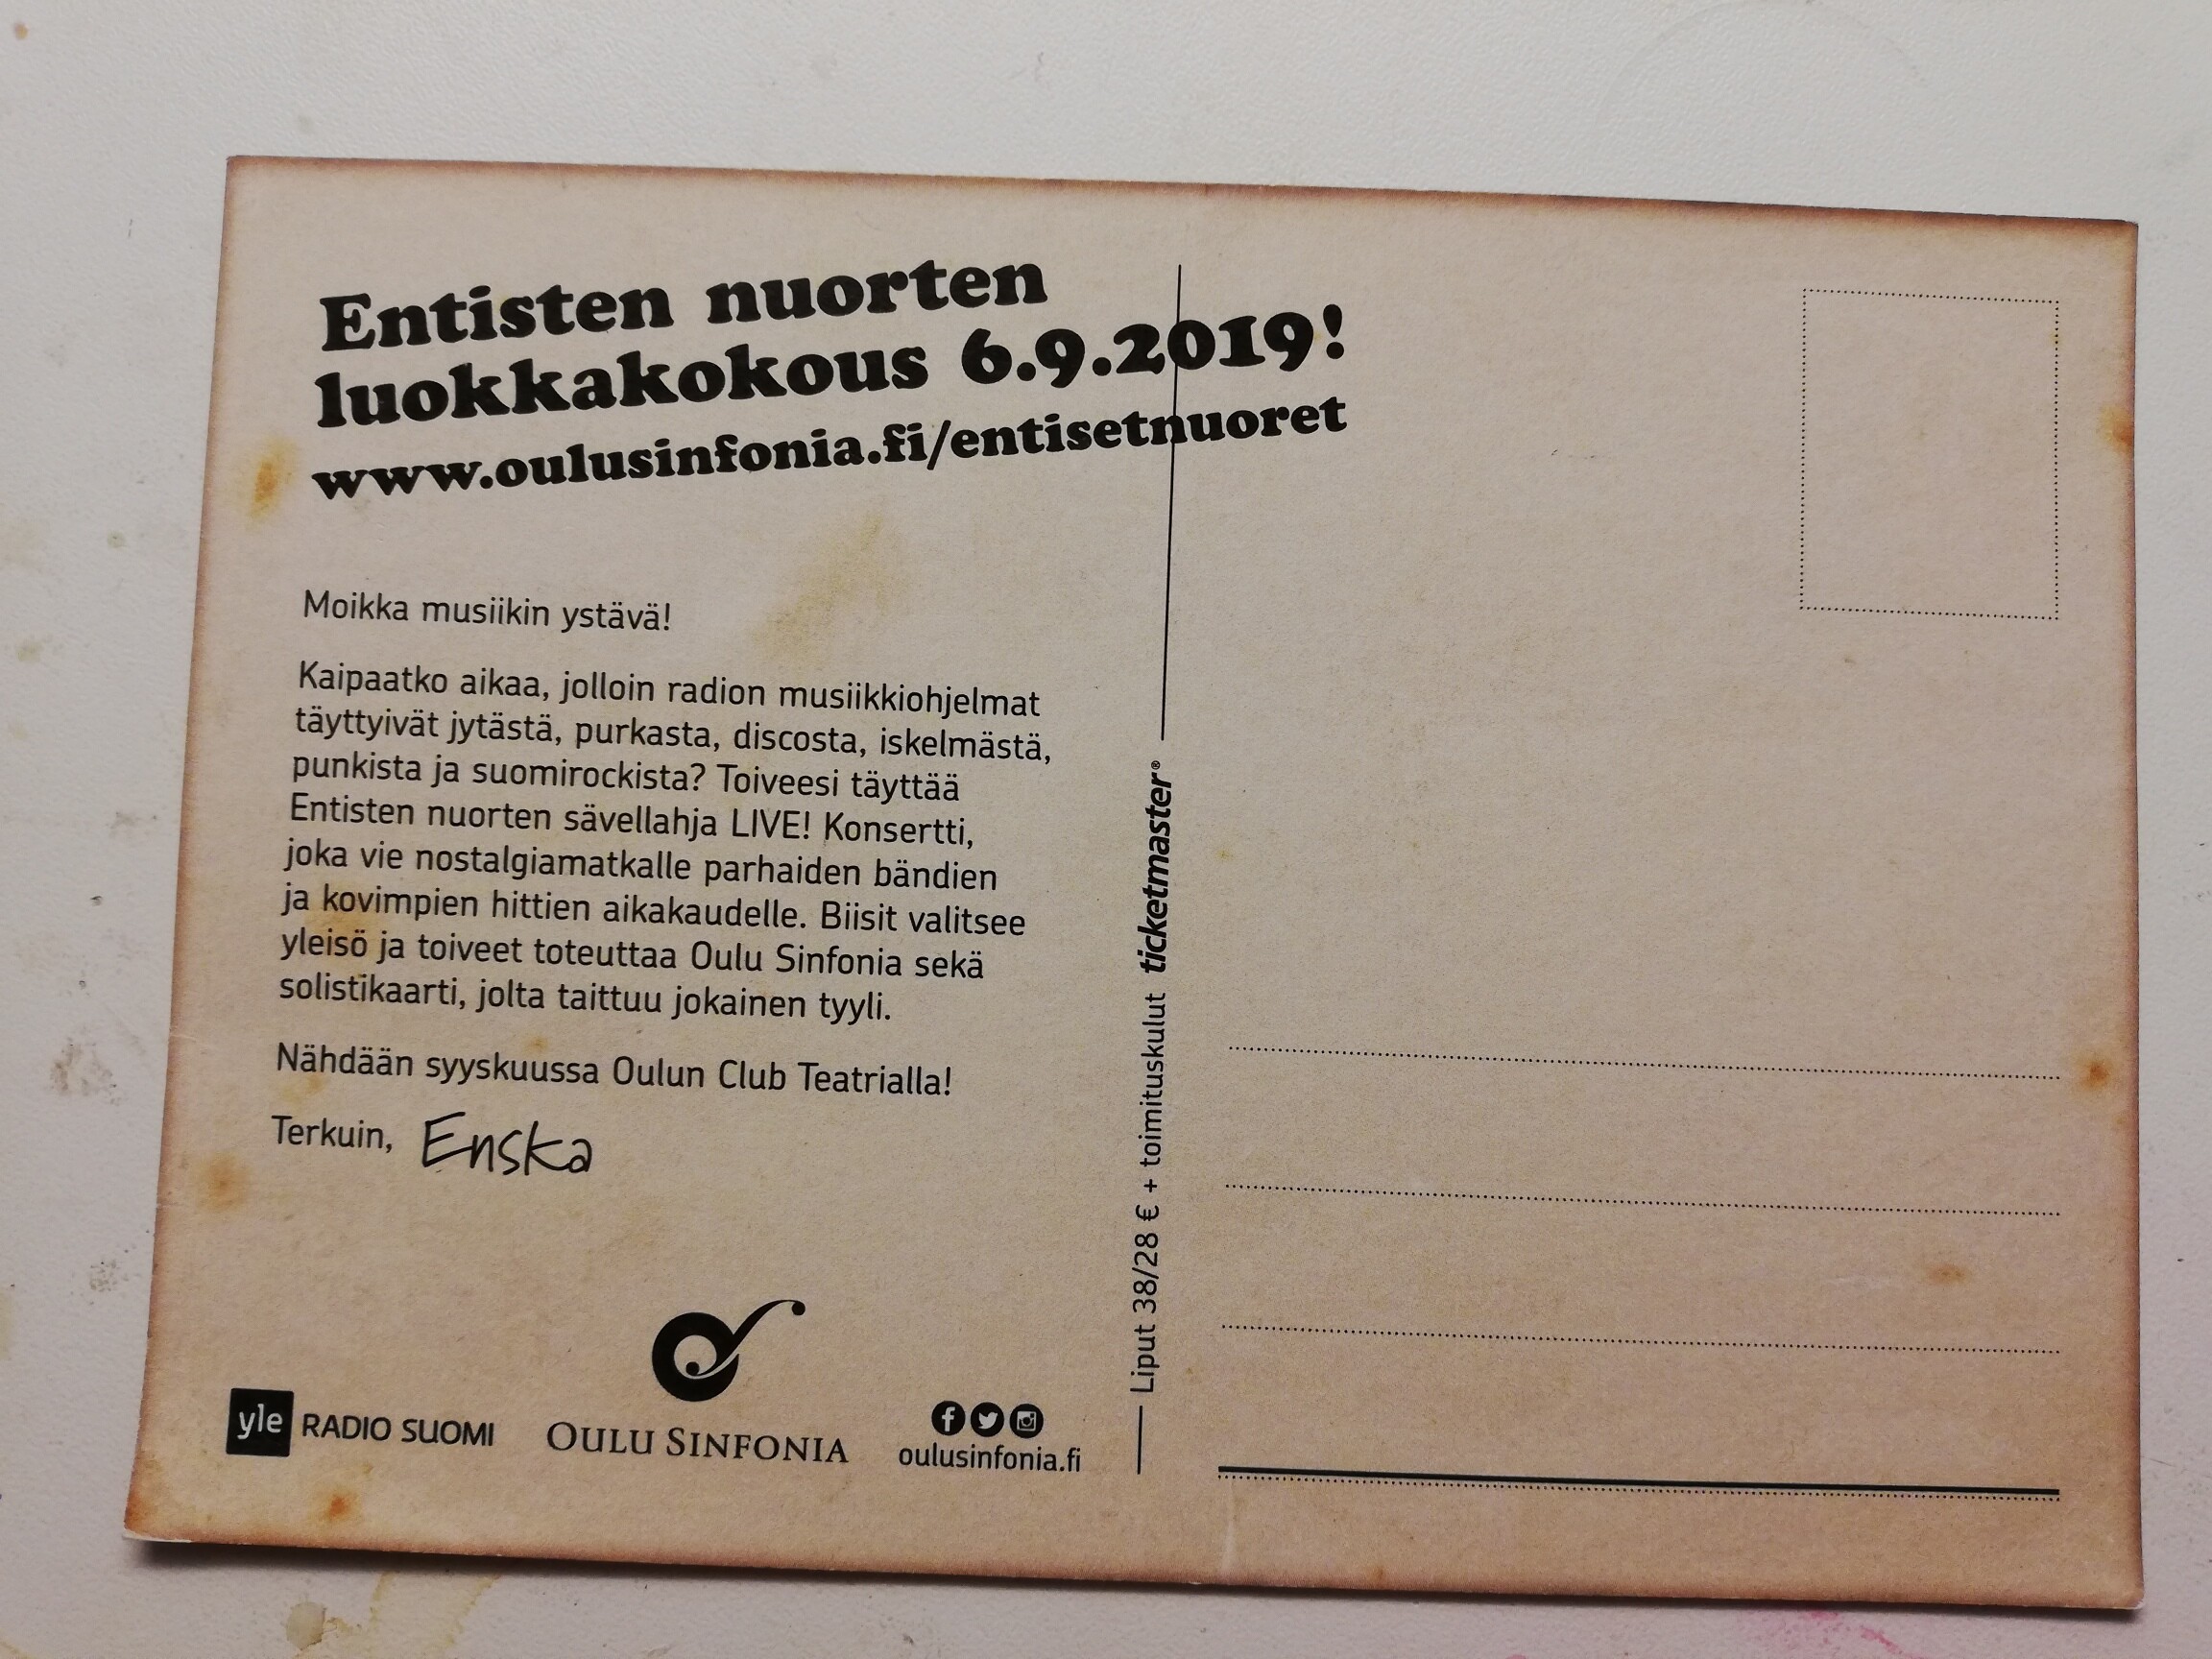 Entisten nuorten
luokkakokous 6.9.2019!
www.oulusinfonia.fi/entisetnuoret
Moikka musiikin ystävä!
Kaipaatko aikaa, jolloin radion musiikkiohjelmat
täyttyivät jytästä, purkasta, discosta, iskelmästä,
punkista ja suomirockista? Toiveesi täyttää
Entisten nuorten sävellahja LIVE! Konsertti,
joka vie nostalgiamatkalle parhaiden bändien
ja kovimpien hittien aikakaudelle. Biisit valitsee
yleisö ja toiveet toteuttaa Oulu Sinfonia sekä
solistikaarti, jolta taittuu jokainen tyyli.
Nähdään syyskuussa Oulun Club Teatrialla!
Terkuin, Enska
yle RADIO SUOMI
OULU SINFONIA
oulusinfonia.fi
Liput 38/28 € + toimituskulut ticketmaster®